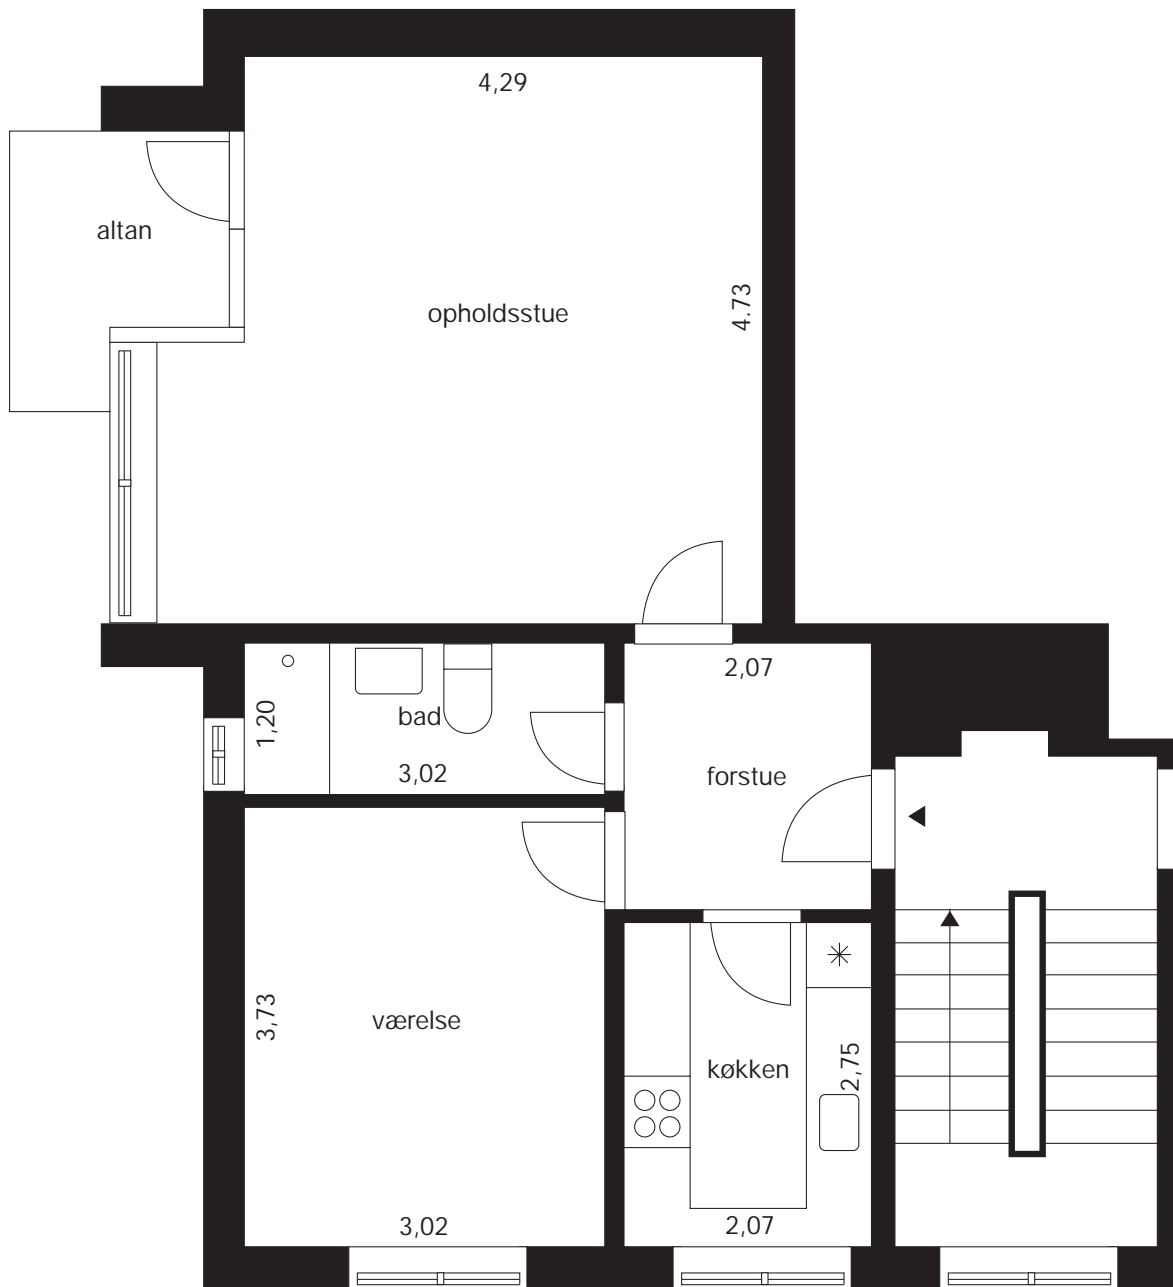 4,29
altan
opholdsstue
4.73
2,07
1,20
bad
3,02
forstue
3,73
værelse
køkken
2,75
3,02
2,07